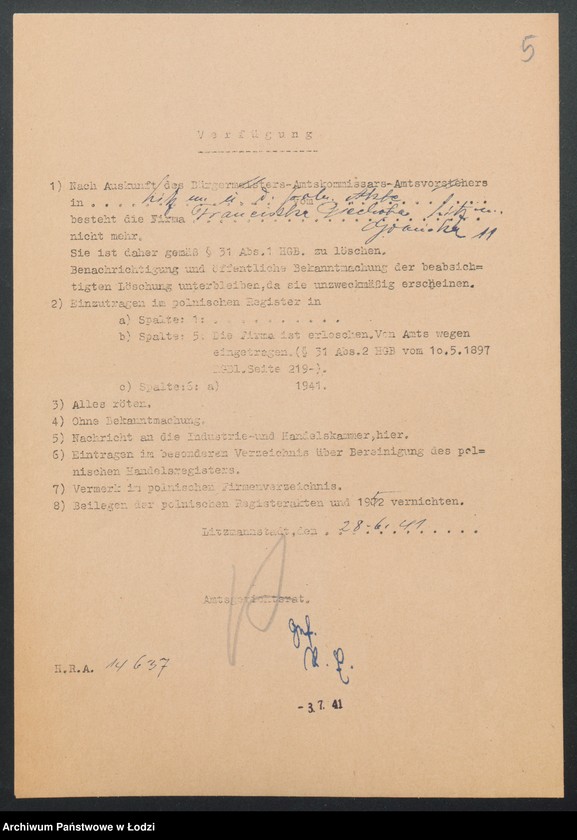 5
Verfügung
1) Nach Auskunft des Bürgermeisters-Amtskommissars-Amtsvorstehers
in
besteht die Firma Franciszka
nicht mehr. 11
Sie ist daher gemäß § 31 Abs.1 HGB. zu löschen.
Benachrichtigung und öffentliche Bekanntmachung der beabsich=
tigten Löschung unterbleiben,da sie unzweckmäßig erscheinen.
2) Einzutragen im polnischen Register in
a) Spalte: 1: . . . . . . . . . . . .
b) Spalte: 5. Die Firma ist erloschen.Von Amts wegen
eingetragen.(§ 31 Abs.2 HGB vom 10.5.1897
RGBl.Seite 219-).
c) Spalte:6: a) 1941.
3) Alles röten.
4) Ohne Bekanntmachung.
5) Nachricht an die Industrie-und Handelskammer,hier.
6) Eintragen im besonderen Verzeichnis über Bereinigung des pol=
nischen Handelsregisters.
7) Vermerk im polnischen Firmenverzeichnis.
8) Beilegen der polnischen Registerakten und 1952 vernichten.
Litzmannstadt,den 28.6.41
Amtsgerichtsrat.
gef.
H.R.A. 14637
-3.7. 41
Archiwum Państwowe w Łodzi